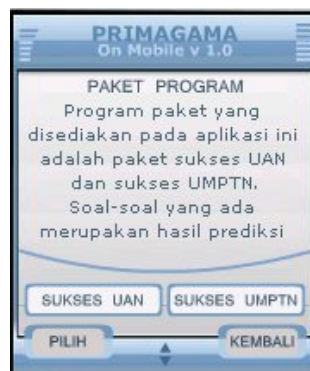 PRIMAGAMA
On Mobile v 1.0
PAKET PROGRAM
Program paket yang
disediakan pada aplikasi ini
adalah paket sukses UAN
dan sukses UMPTN.
Soal-soal yang ada
merupakan hasil prediksi
SUKSES UAN SUKSES UMPTN
PILIH KEMBALI